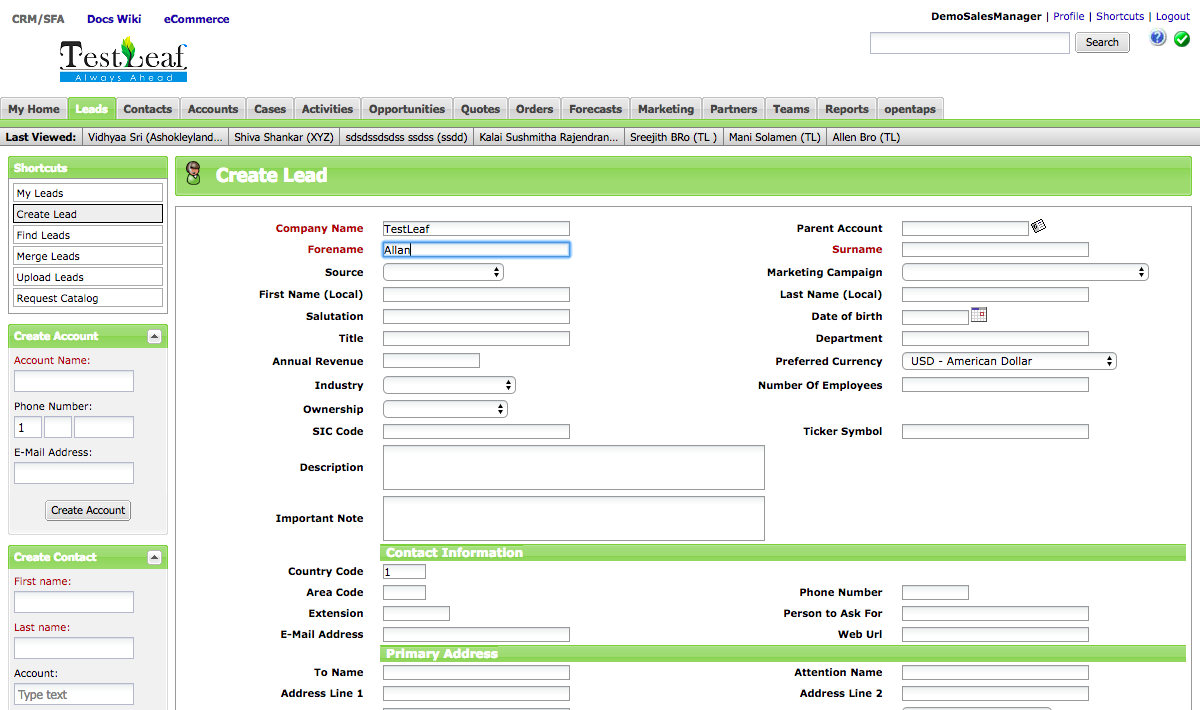 CRM/SFA Docs Wiki eCommerce
DemoSalesManager | Profile | Shortcuts | Logout
TestLeaf
Always Ahead
Search
?
My Home Leads Contacts Accounts Cases Activities Opportunities Quotes Orders Forecasts Marketing Partners Teams Reports opentaps
Last Viewed: Vidhyaa Sri (Ashokleyland... Shiva Shankar (XYZ) sdsdssdsdss ssdss (ssdd) Kalai Sushmitha Rajendran... Sreejith BRo (TL ) Mani Solamen (TL) Allen Bro (TL)
Shortcuts
My Leads
Create Lead
Find Leads
Merge Leads
Upload Leads
Request Catalog
Create Account
Account Name:
Phone Number:
1
E-Mail Address:
Create Account
Create Contact
First name:
Last name:
Account:
Type text
Create Lead
Company Name TestLeaf Parent Account
Forename Allan Surname
Source Marketing Campaign
First Name (Local) Last Name (Local)
Salutation Date of birth
Title Department
Annual Revenue Preferred Currency USD - American Dollar
Industry Number Of Employees
Ownership
SIC Code Ticker Symbol
Description
Important Note
Contact Information
Country Code 1
Area Code Phone Number
Extension Person to Ask For
E-Mail Address Web Url
Primary Address
To Name Attention Name
Address Line 1 Address Line 2